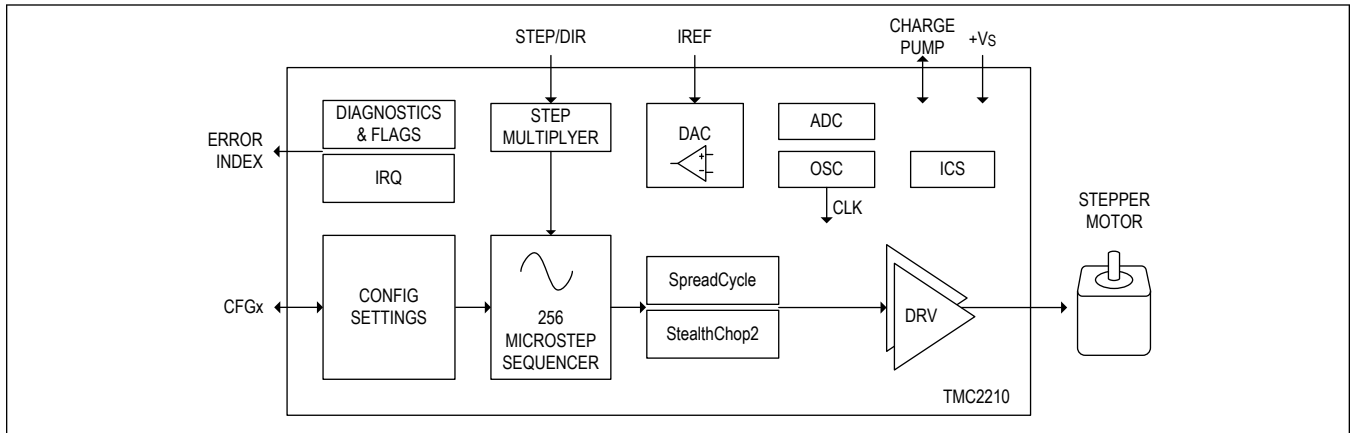 STEP/DIR
IREF
CHARGE
PUMP
+VS
DIAGNOSTICS
& FLAGS
IRQ
ERROR
INDEX
STEP
MULTIPLYER
DAC
+
-
ADC
OSC
CLK
ICS
STEPPER
MOTOR
CFGx
CONFIG
SETTINGS
256
MICROSTEP
SEQUENCER
SpreadCycle
StealthChop2
DRV
TMC2210